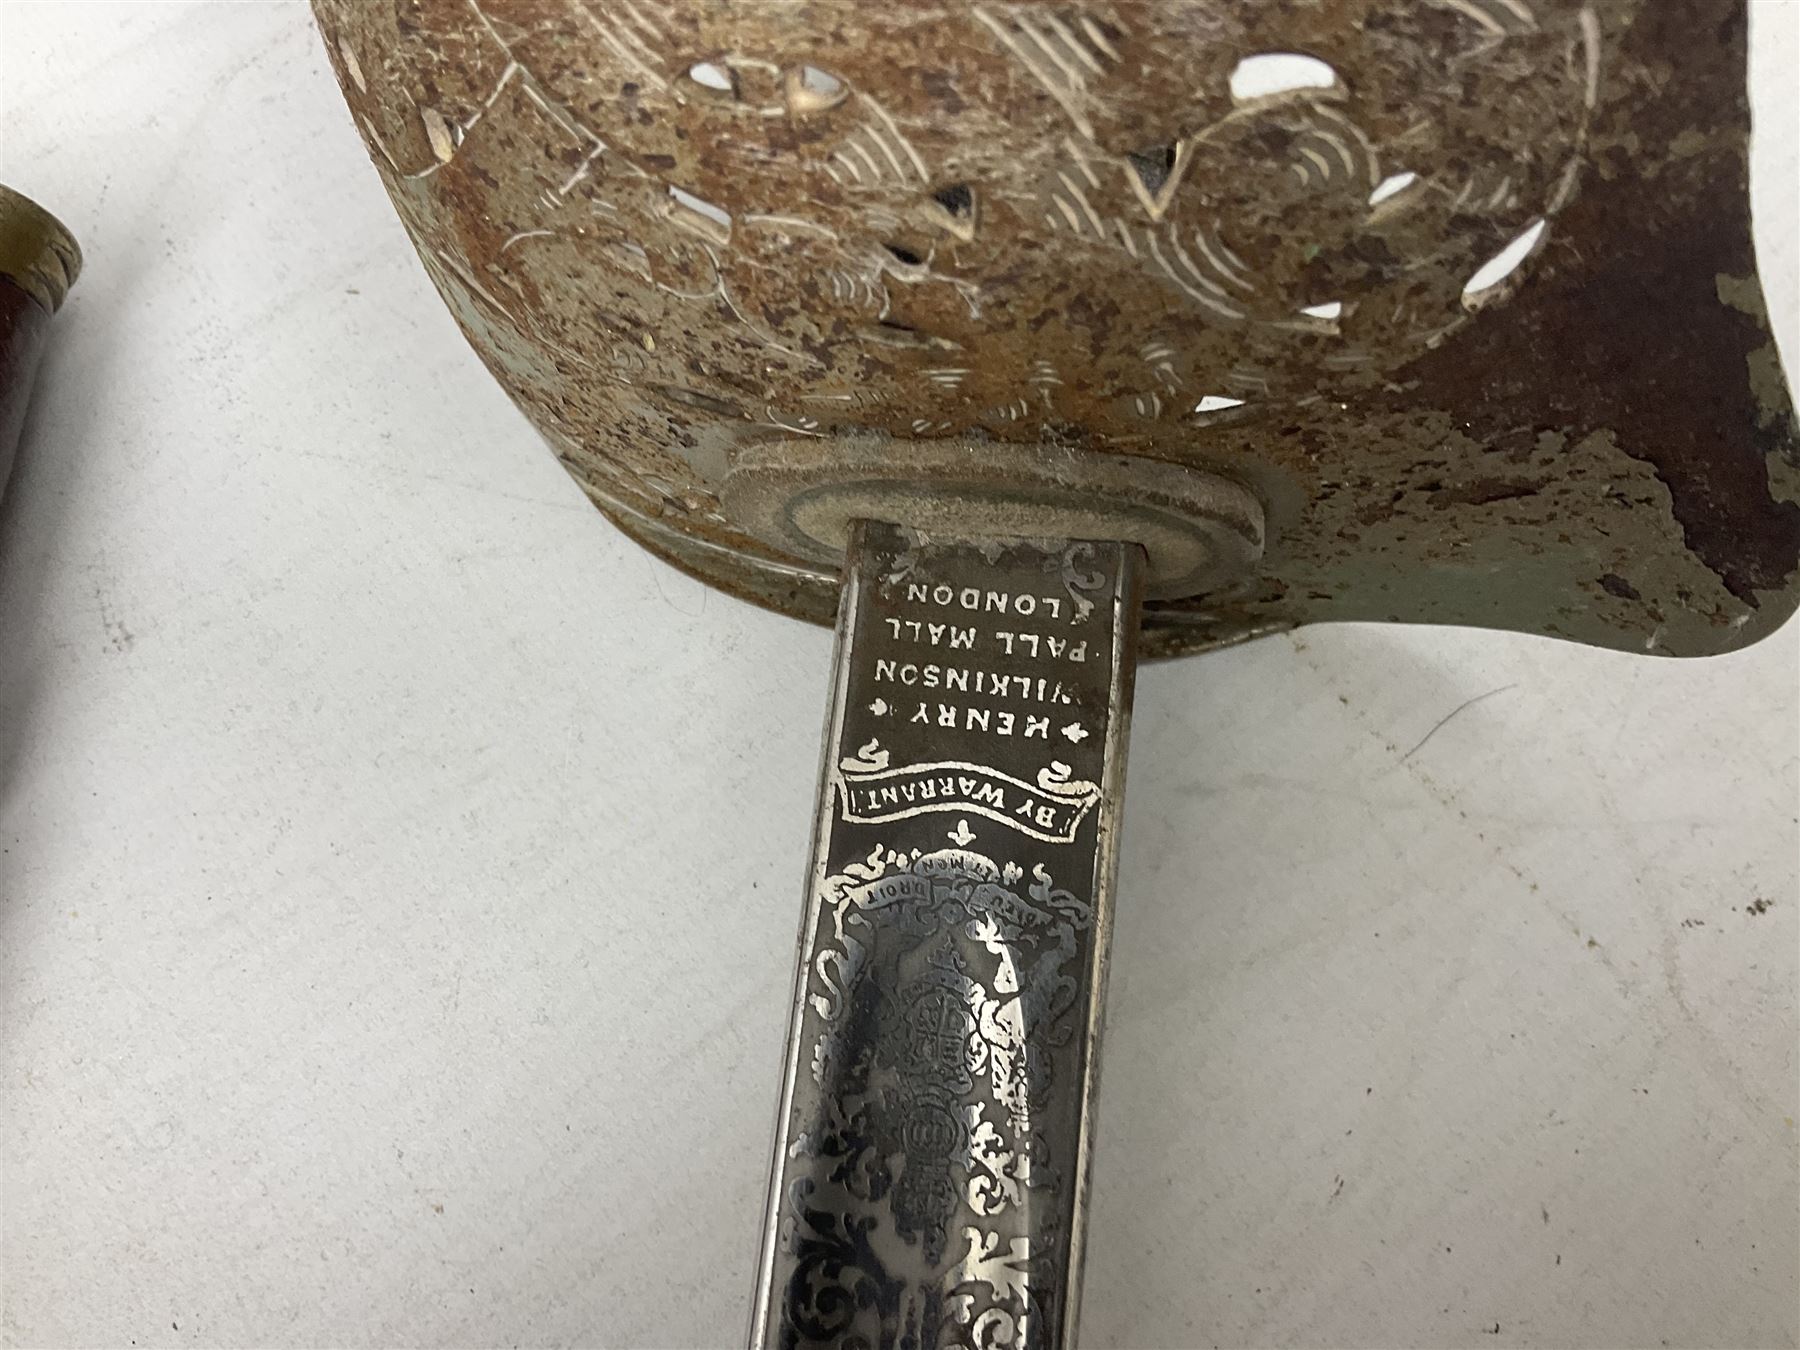 DIEU
ET MON
DROIT
BY WARRANT
HENRY
WILKINSON
PALL MALL
LONDON